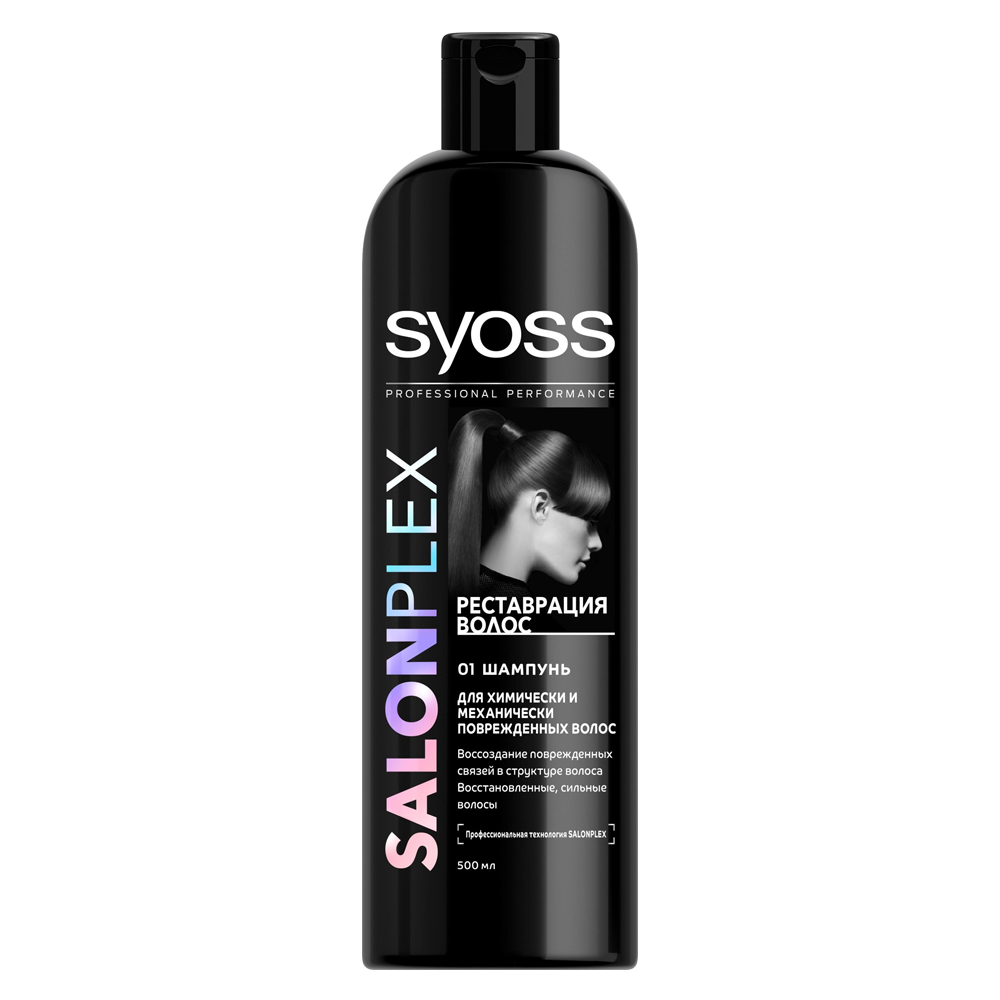 syoss
PROFESSIONAL PERFORMANCE
SALONPLEX
РЕСТАВРАЦИЯ
ВОЛОС
01 ШАМПУНЬ
ДЛЯ ХИМИЧЕСКИ И
МЕХАНИЧЕСКИ
ПОВРЕЖДЕННЫХ ВОЛОС
Воссоздание поврежденных
связей в структуре волоса
Восстановленные, сильные
волосы
Профессиональная технология SALONPLEX
500 мл